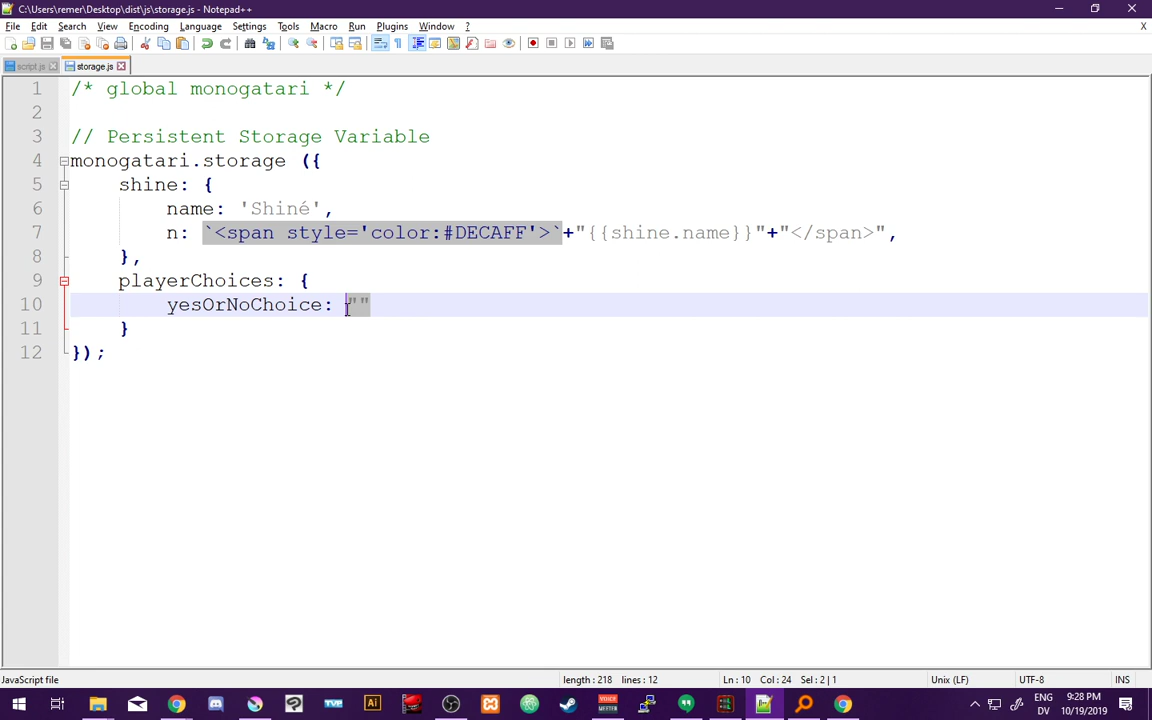 C:\Users\remer\Desktop\dist\js\storage.js - Notepad++
File Edit Search View Encoding Language Settings Tools Macro Run Plugins Window ? X
script.js storage.js
1 /* global monogatari */
2
3 // Persistent Storage Variable
4 monogatari.storage ({
5 shine: {
6 name: 'Shiné',
7 n: `<span style='color:#DECAFF'>`+"{{shine.name}}"+"</span>",
8 },
9 playerChoices: {
10 yesOrNoChoice: ""
11 }
12 });
JavaScript file length : 218 lines : 12 Ln : 10 Col : 24 Sel : 2 | 1 Unix (LF) UTF-8 INS
ENG 9:28 PM
DV 10/19/2019